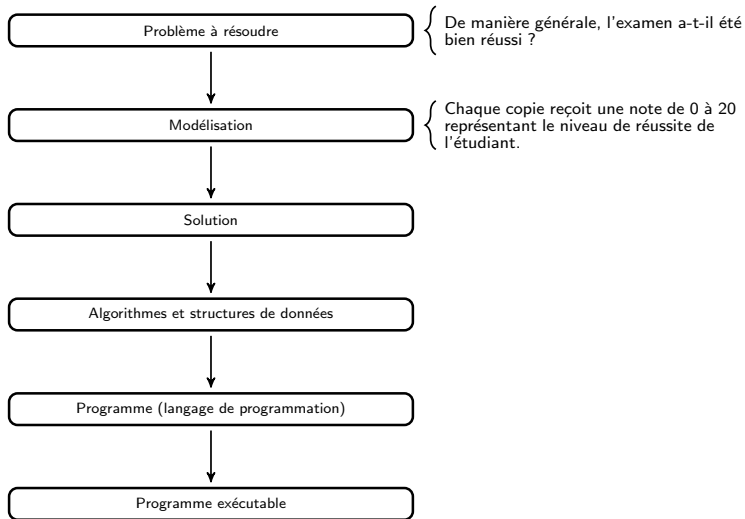 Problème à résoudre
De manière générale, l'examen a-t-il été
bien réussi ?
Modélisation
Chaque copie reçoit une note de 0 à 20
représentant le niveau de réussite de
l'étudiant.
Solution
Algorithmes et structures de données
Programme (langage de programmation)
Programme exécutable